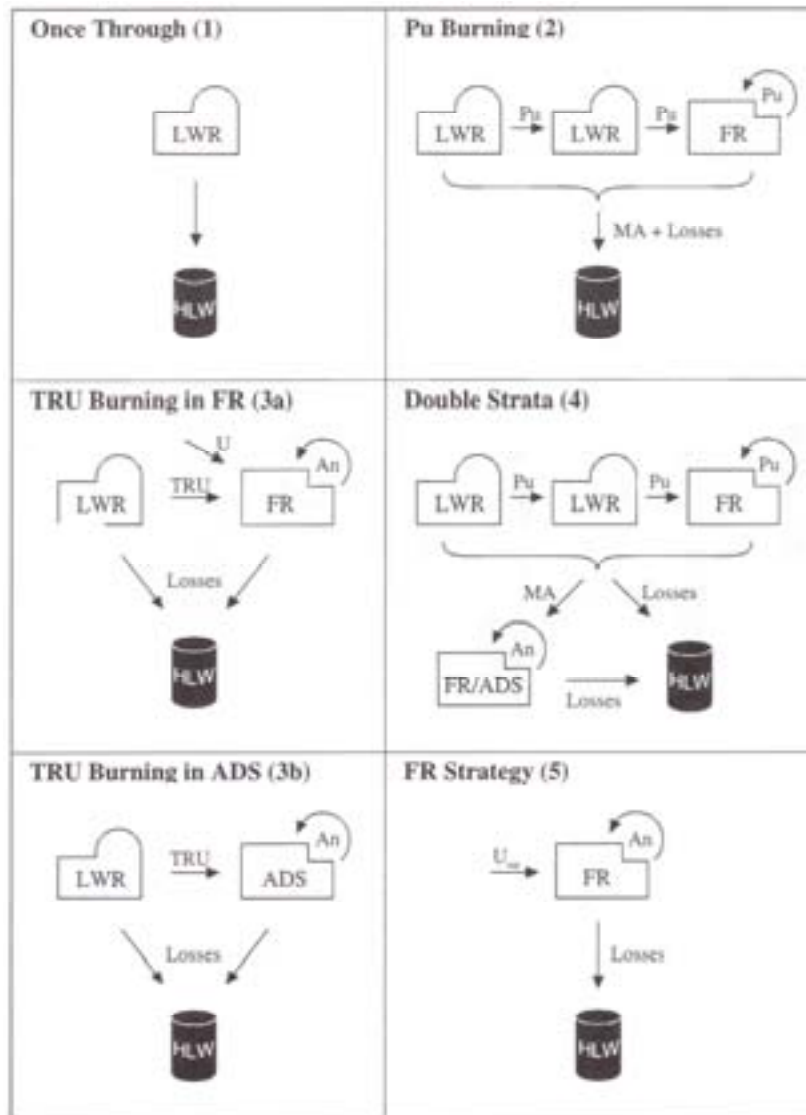 Once Through (1)
LWR
HLW
Pu Burning (2)
LWR
Pu
LWR
Pu
FR
Pu
MA + Losses
HLW
TRU Burning in FR (3a)
U
LWR
TRU
FR
An
Losses
HLW
Double Strata (4)
LWR
Pu
LWR
Pu
FR
Pu
MA
Losses
FR/ADS
An
Losses
HLW
TRU Burning in ADS (3b)
LWR
TRU
ADS
An
Losses
HLW
FR Strategy (5)
FR
An
Losses
HLW